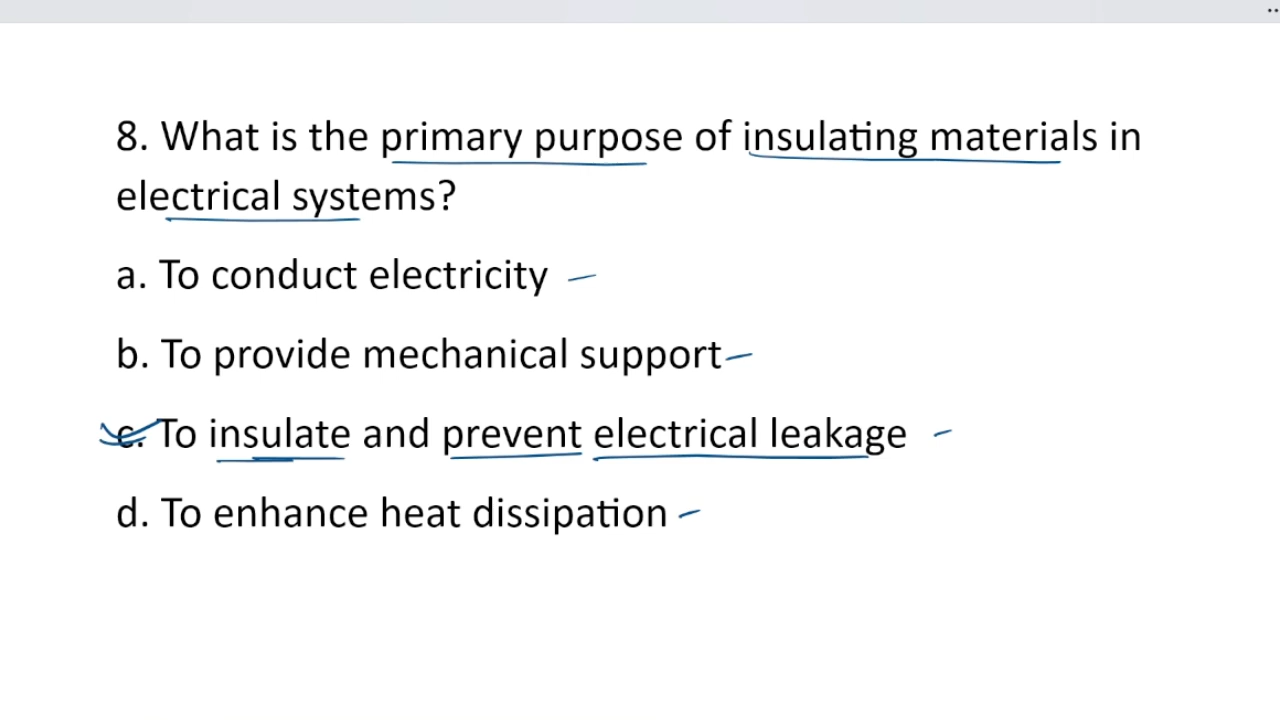 8. What is the primary purpose of insulating materials in
electrical systems?
a. To conduct electricity
b. To provide mechanical support
c. To insulate and prevent electrical leakage
d. To enhance heat dissipation